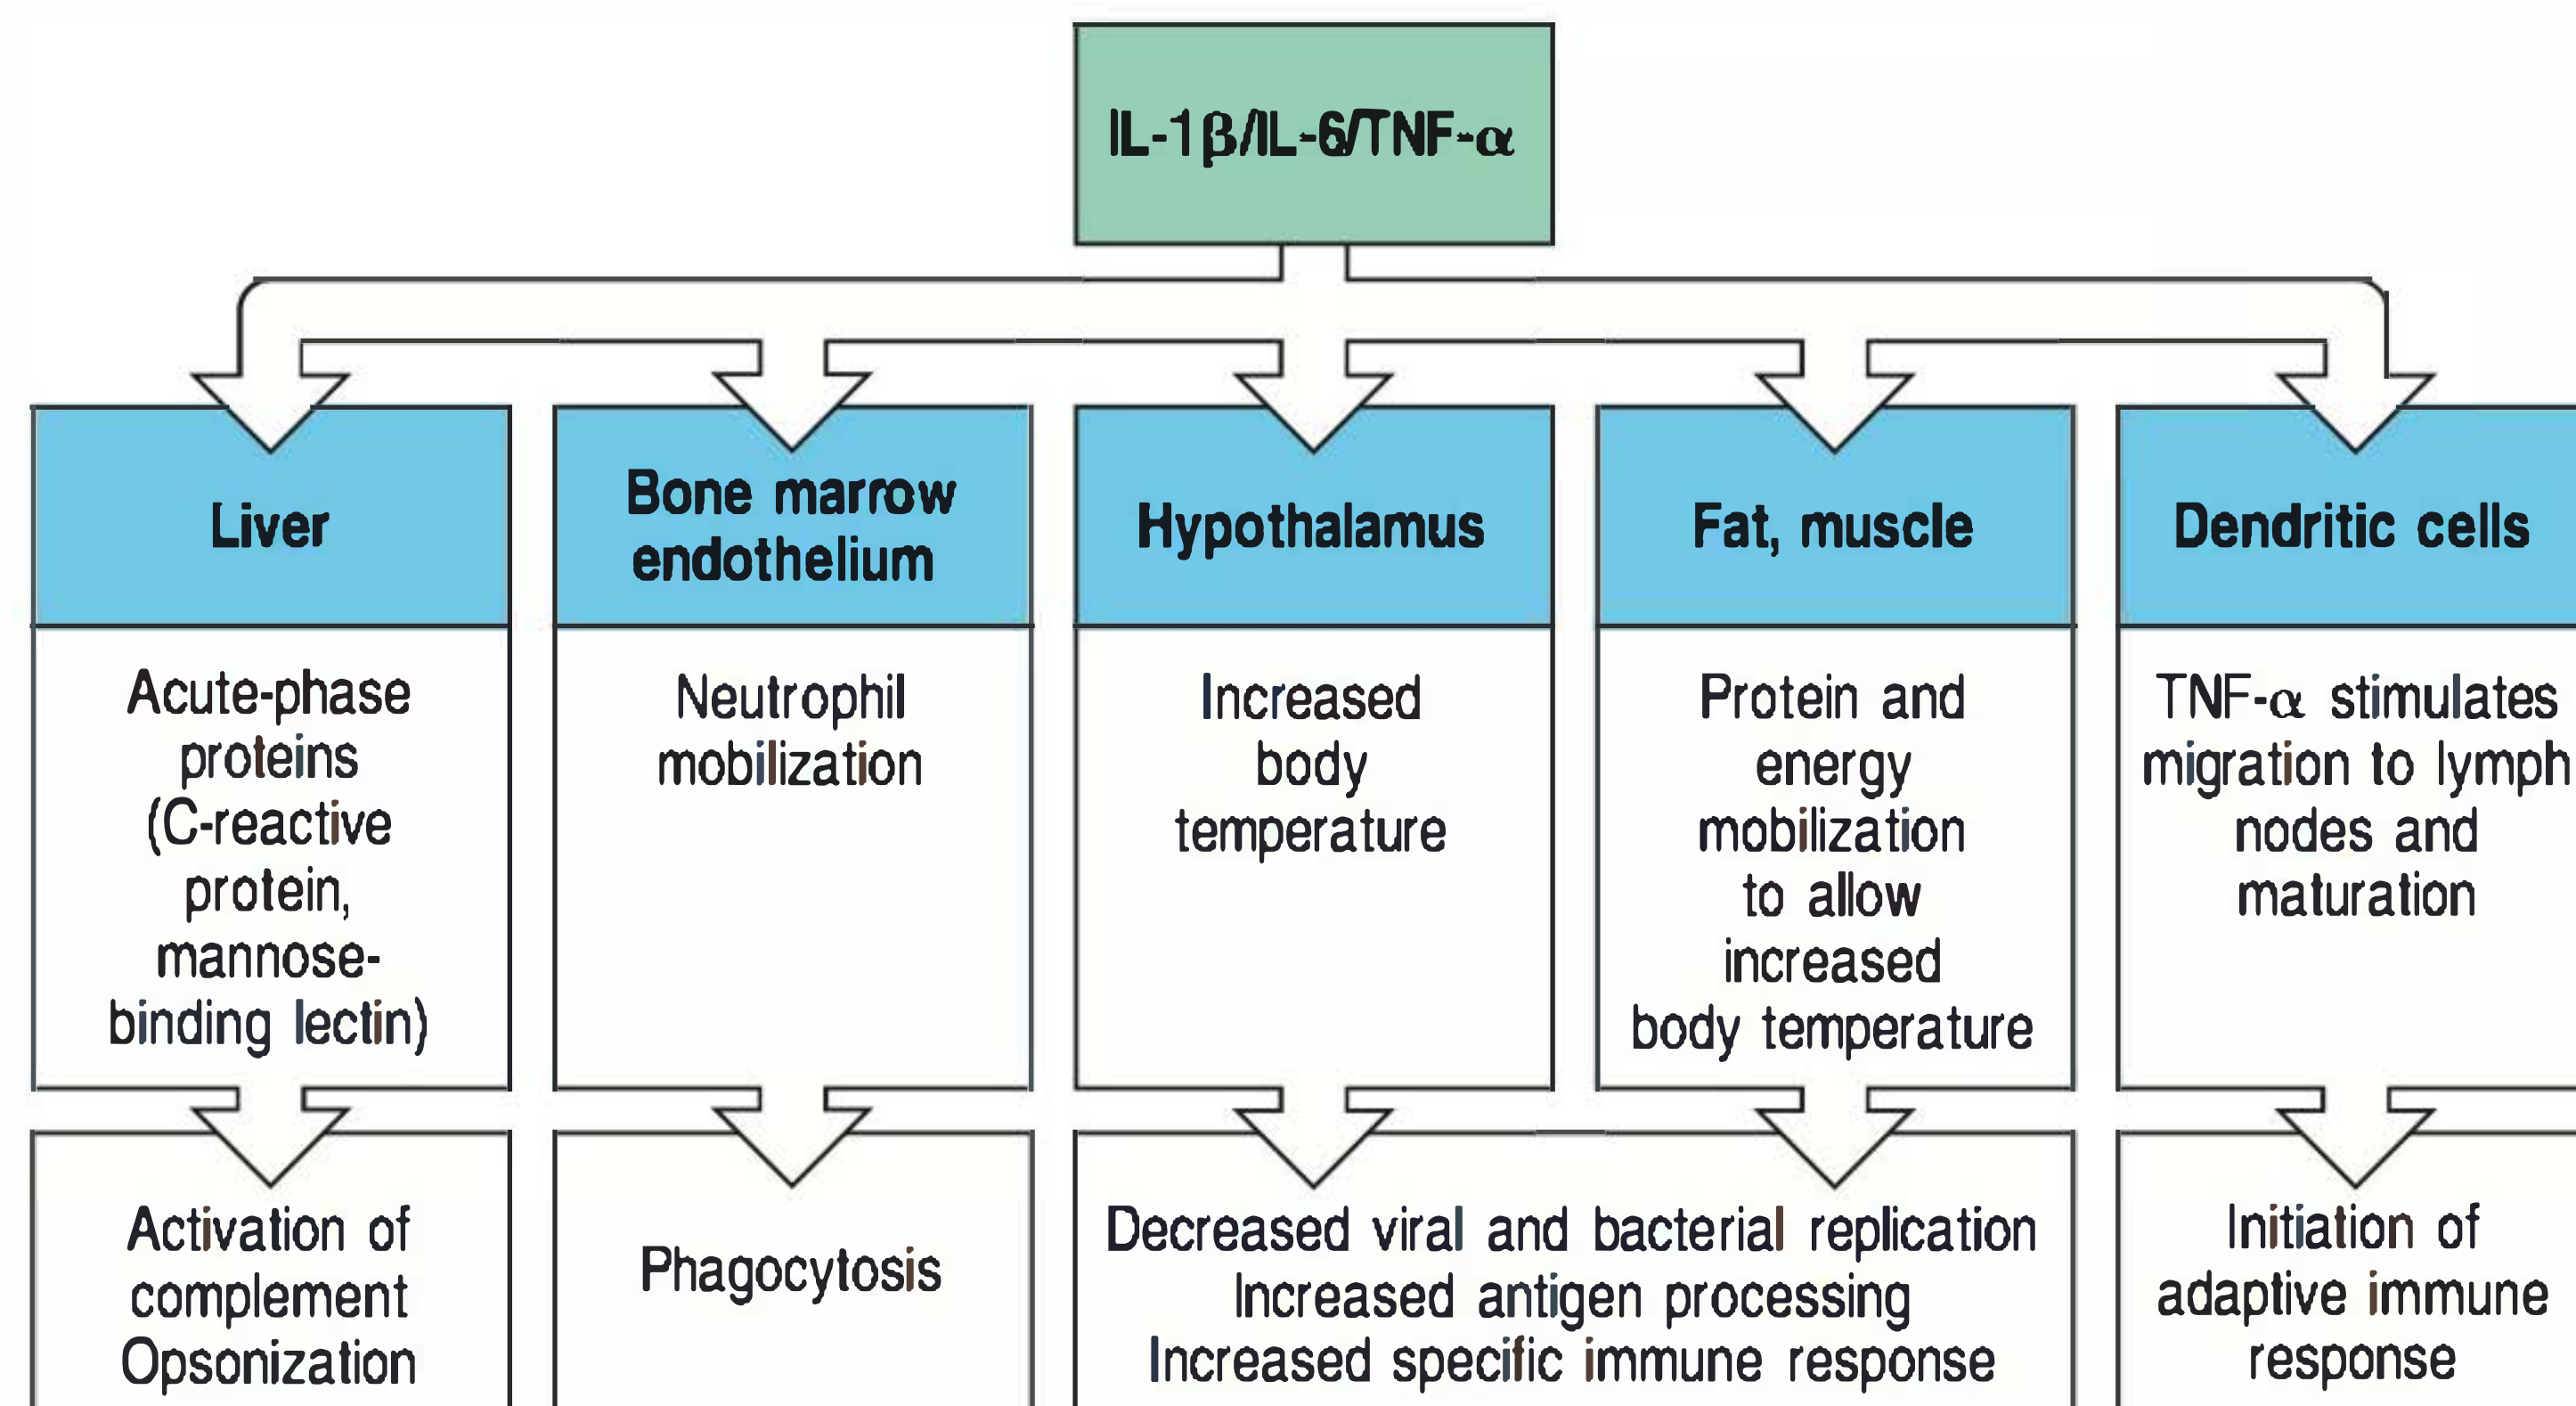 IL-1β/IL-6/TNF-α
Liver
Bone marrow
endothelium
Hypothalamus
Fat, muscle
Dendritic cells
Acute-phase
proteins
(C-reactive
protein,
mannose-
binding lectin)
Neutrophil
mobilization
Increased
body
temperature
Protein and
energy
mobilization
to allow
increased
body temperature
TNF-α stimulates
migration to lymph
nodes and
maturation
Activation of
complement
Opsonization
Phagocytosis
Decreased viral and bacterial replication
Increased antigen processing
Increased specific immune response
Initiation of
adaptive immune
response